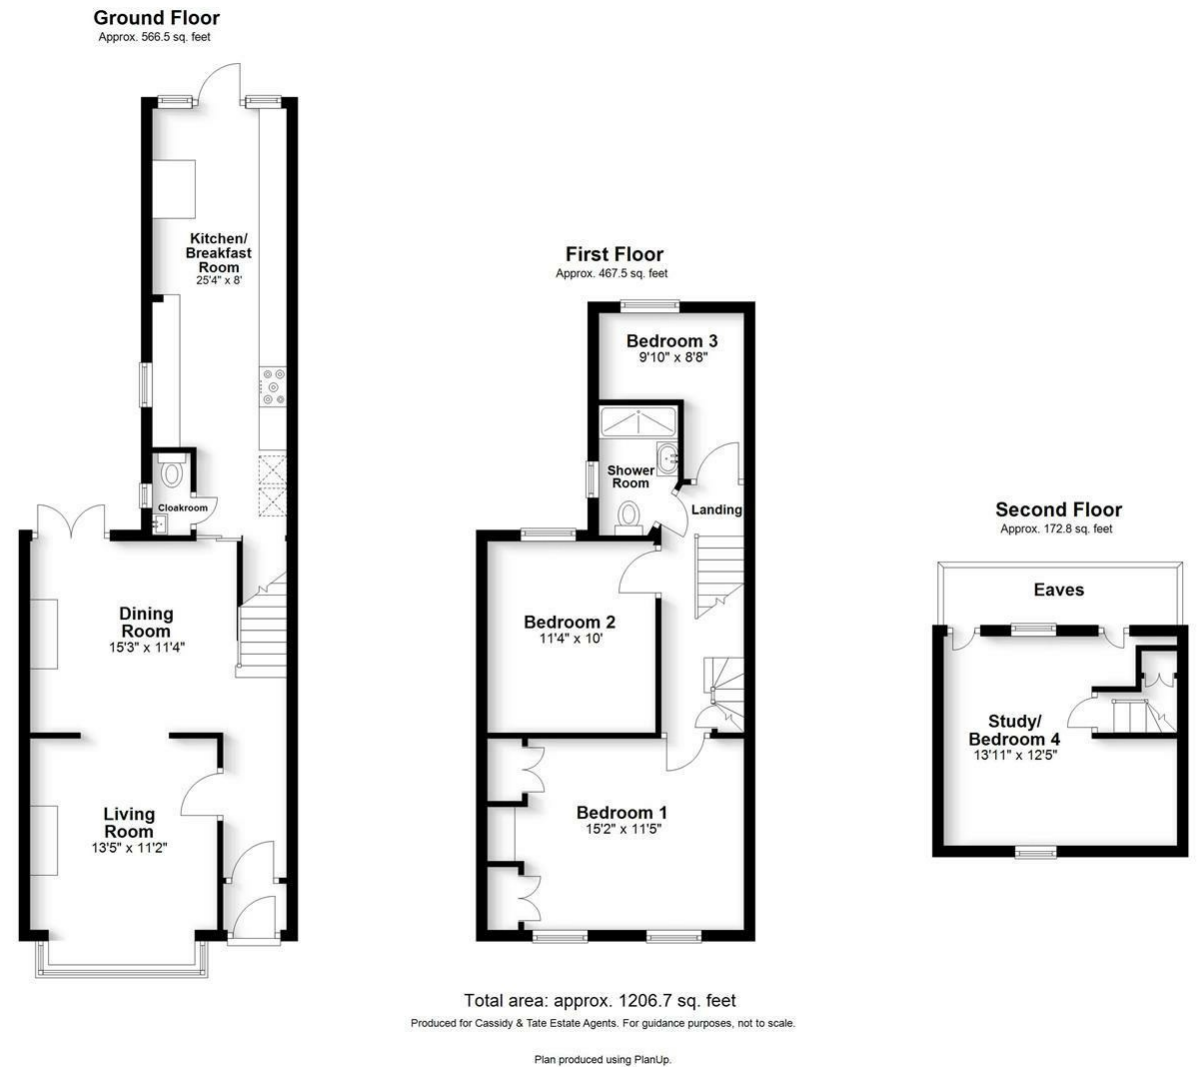 Ground Floor
Approx. 566.5 sq. feet
Kitchen/
Breakfast
Room
25'4" x 8'
Cloakroom
Dining
Room
15'3" x 11'4"
Living
Room
13'5" x 11'2"
First Floor
Approx. 467.5 sq. feet
Bedroom 3
9'10" x 8'8"
Shower
Room
Landing
Bedroom 2
11'4" x 10'
Bedroom 1
15'2" x 11'5"
Second Floor
Approx. 172.8 sq. feet
Eaves
Study/
Bedroom 4
13'11" x 12'5"
Total area: approx. 1206.7 sq. feet
Produced for Cassidy & Tate Estate Agents. For guidance purposes, not to scale.
Plan produced using PlanUp.